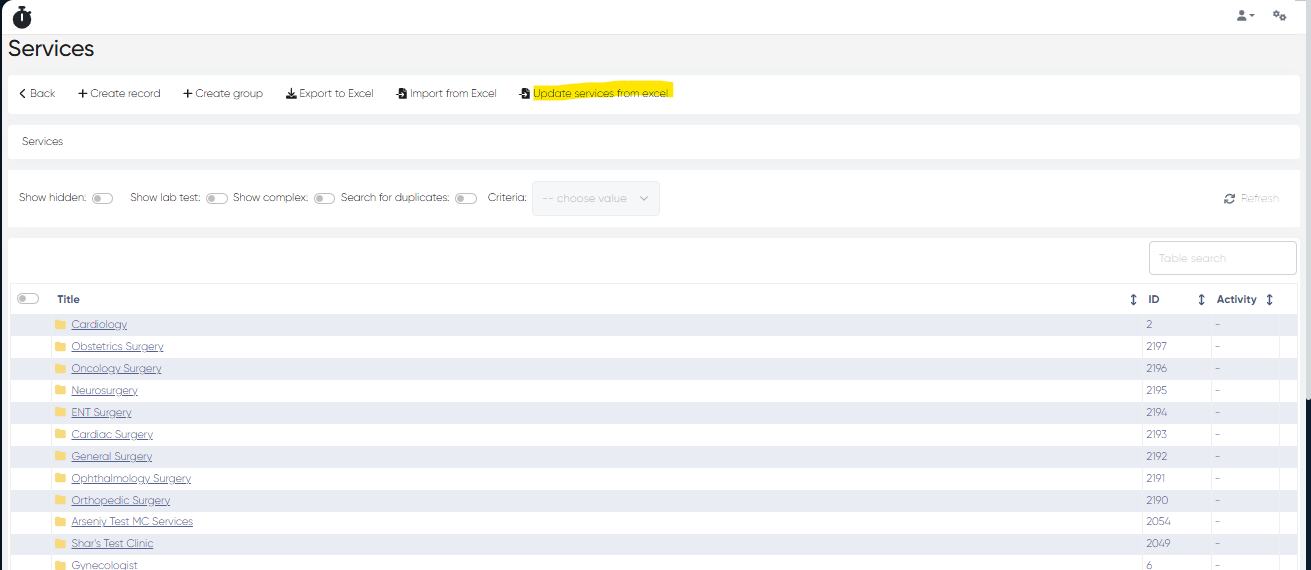 Services
Back Create record Create group Export to Excel Import from Excel Update services from excel
Services
Show hidden: Show lab test: Show complex: Search for duplicates: Criteria: -- choose value Refresh
Table search
Title ID Activity
Cardiology 2 -
Obstetrics Surgery 2197 -
Oncology Surgery 2196 -
Neurosurgery 2195 -
ENT Surgery 2194 -
Cardiac Surgery 2193 -
General Surgery 2192 -
Ophthalmology Surgery 2191 -
Orthopedic Surgery 2190 -
Arseniy Test MC Services 2054 -
Shar's Test Clinic 2049 -
Gynecologist 6 -